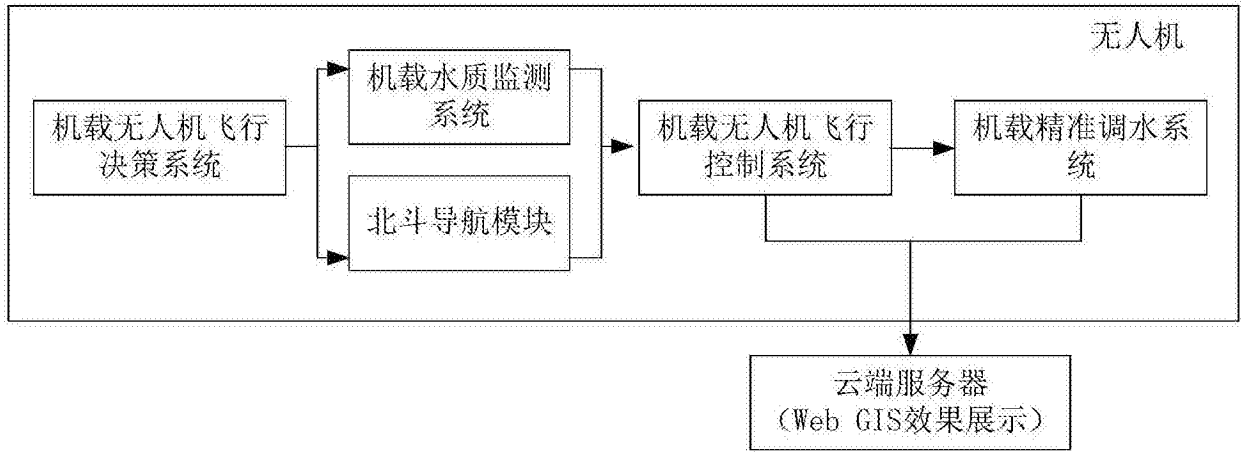 无人机
机载无人机飞行
决策系统
机载水质监测
系统
北斗导航模块
机载无人机飞行
控制系统
机载精准调水系
统
云端服务器
（Web GIS效果展示）